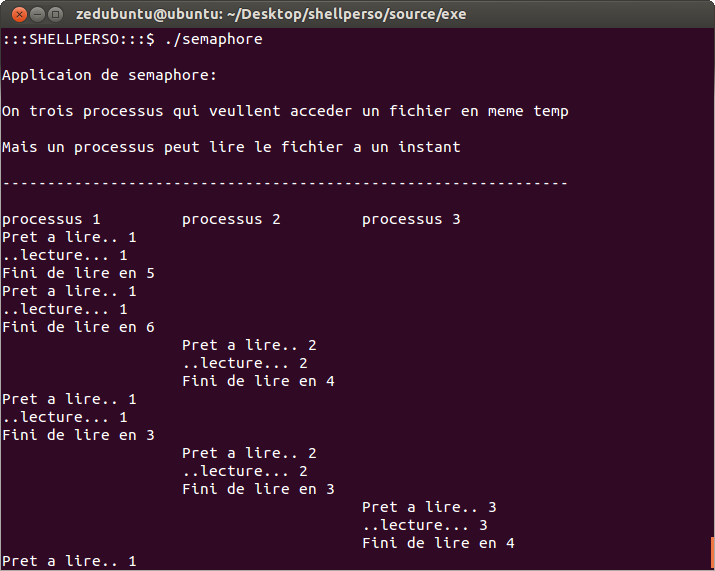 zedubuntu@ubuntu: ~/Desktop/shellperso/source/exe
:::SHELLPERSO:::$ ./semaphore
Applicaion de semaphore:
On trois processus qui veullent acceder un fichier en meme temp
Mais un processus peut lire le fichier a un instant
---------------------------------------------------------------
processus 1 processus 2 processus 3
Pret a lire.. 1
..lecture... 1
Fini de lire en 5
Pret a lire.. 1
..lecture... 1
Fini de lire en 6
Pret a lire.. 2
..lecture... 2
Fini de lire en 4
Pret a lire.. 1
..lecture... 1
Fini de lire en 3
Pret a lire.. 2
..lecture... 2
Fini de lire en 3
Pret a lire.. 3
..lecture... 3
Fini de lire en 4
Pret a lire.. 1